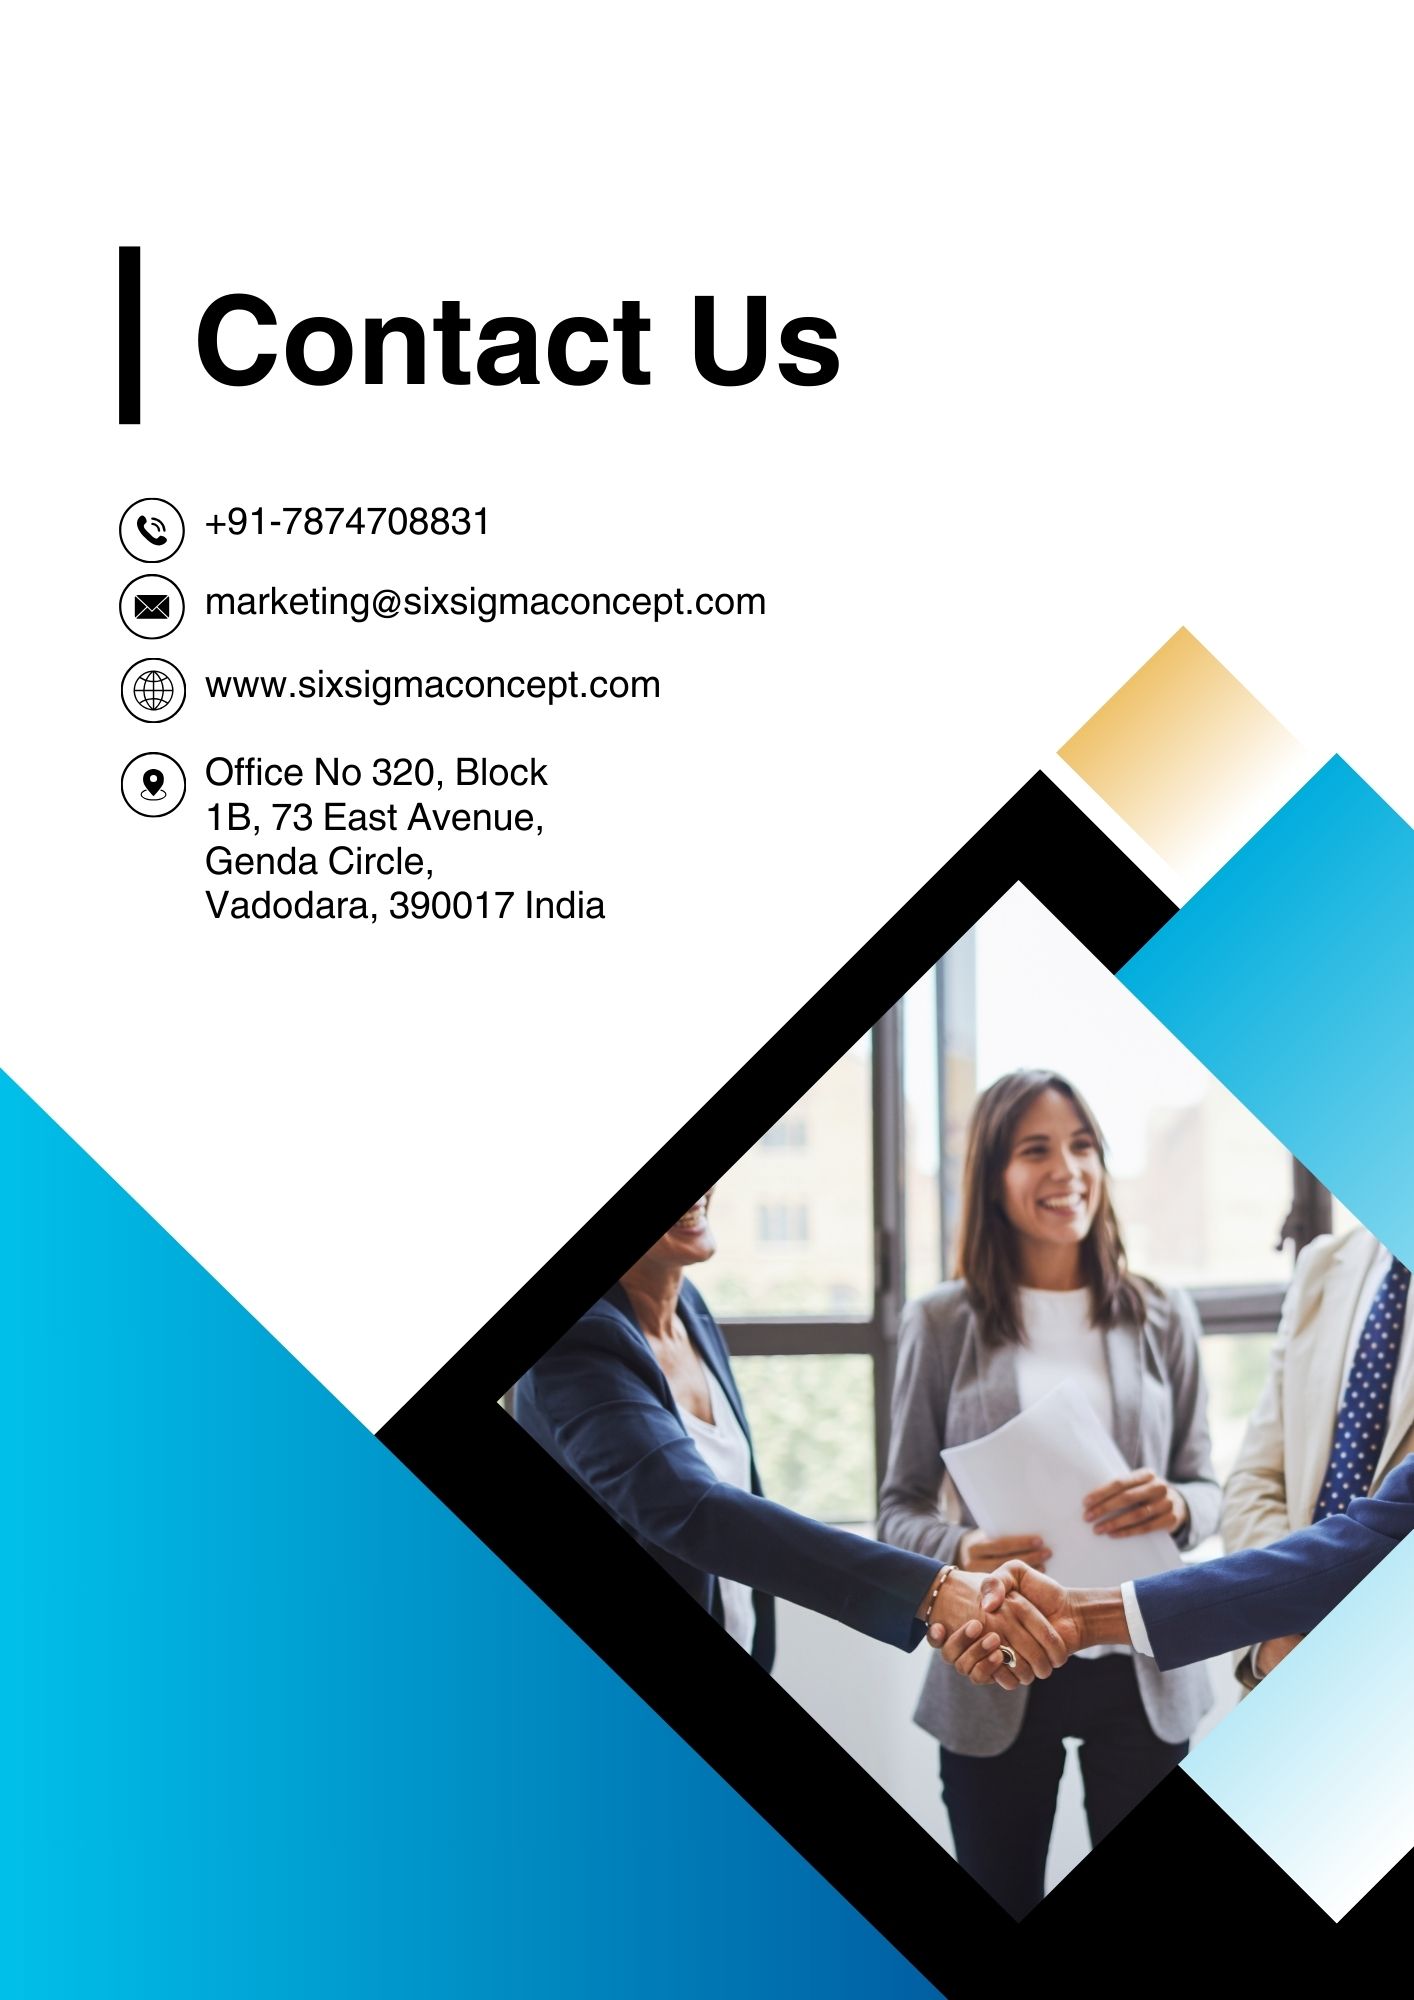 Contact Us
+91-7874708831
marketing@sixsigmaconcept.com
www.sixsigmaconcept.com
Office No 320, Block
1B, 73 East Avenue,
Genda Circle,
Vadodara, 390017 India